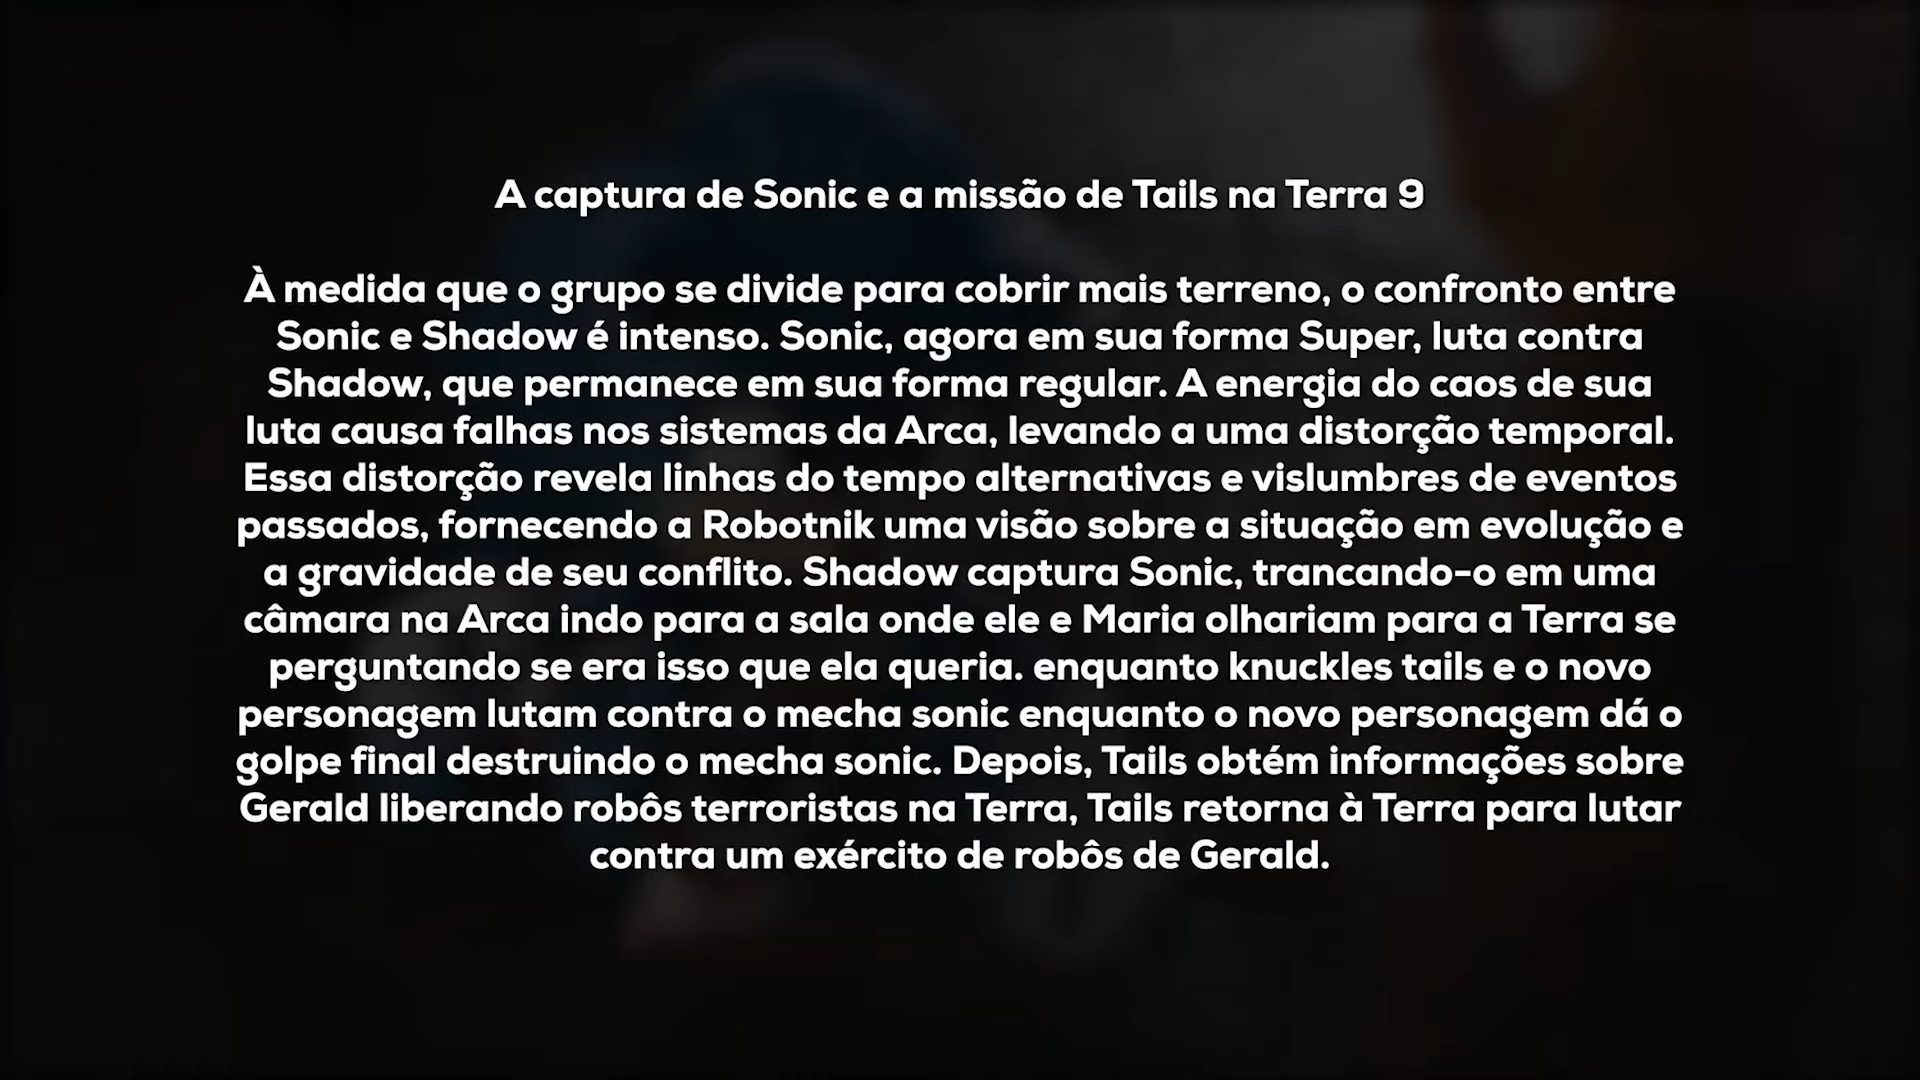 A captura de Sonic e a missão de Tails na Terra 9
À medida que o grupo se divide para cobrir mais terreno, o confronto entre
Sonic e Shadow é intenso. Sonic, agora em sua forma Super, luta contra
Shadow, que permanece em sua forma regular. A energia do caos de sua
luta causa falhas nos sistemas da Arca, levando a uma distorção temporal.
Essa distorção revela linhas do tempo alternativas e vislumbres de eventos
passados, fornecendo a Robotnik uma visão sobre a situação em evolução e
a gravidade de seu conflito. Shadow captura Sonic, trancando-o em uma
câmara na Arca indo para a sala onde ele e Maria olhariam para a Terra se
perguntando se era isso que ela queria. enquanto knuckles tails e o novo
personagem lutam contra o mecha sonic enquanto o novo personagem dá o
golpe final destruindo o mecha sonic. Depois, Tails obtém informações sobre
Gerald liberando robôs terroristas na Terra, Tails retorna à Terra para lutar
contra um exército de robôs de Gerald.